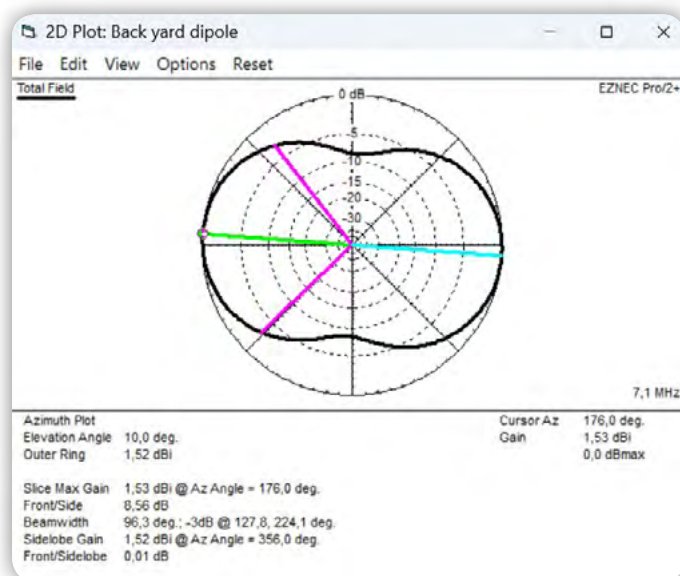 2D Plot: Back yard dipole
File Edit View Options Reset
Total Field
EZNEC Pro/2+
0 dB
-5
-10
-15
-20
-30
7,1 MHz
Azimuth Plot
Elevation Angle 10,0 deg.
Outer Ring 1,52 dBi
Cursor Az 176,0 deg.
Gain 1,53 dBi
0,0 dBmax
Slice Max Gain 1,53 dBi @ Az Angle = 176,0 deg.
Front/Side 8,56 dB
Beamwidth 96,3 deg.; -3dB @ 127,8, 224,1 deg.
Sidelobe Gain 1,52 dBi @ Az Angle = 356,0 deg.
Front/Sidelobe 0,01 dB